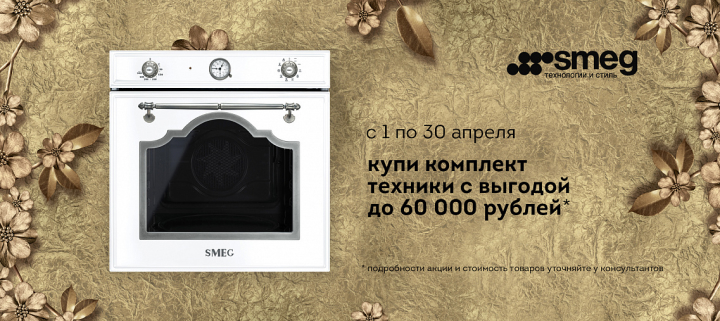 smeg
технологии и стиль
с 1 по 30 апреля
купи комплект
техники с выгодой
до 60 000 рублей*
* подробности акции и стоимость товаров уточняйте у консультантов
SMEG